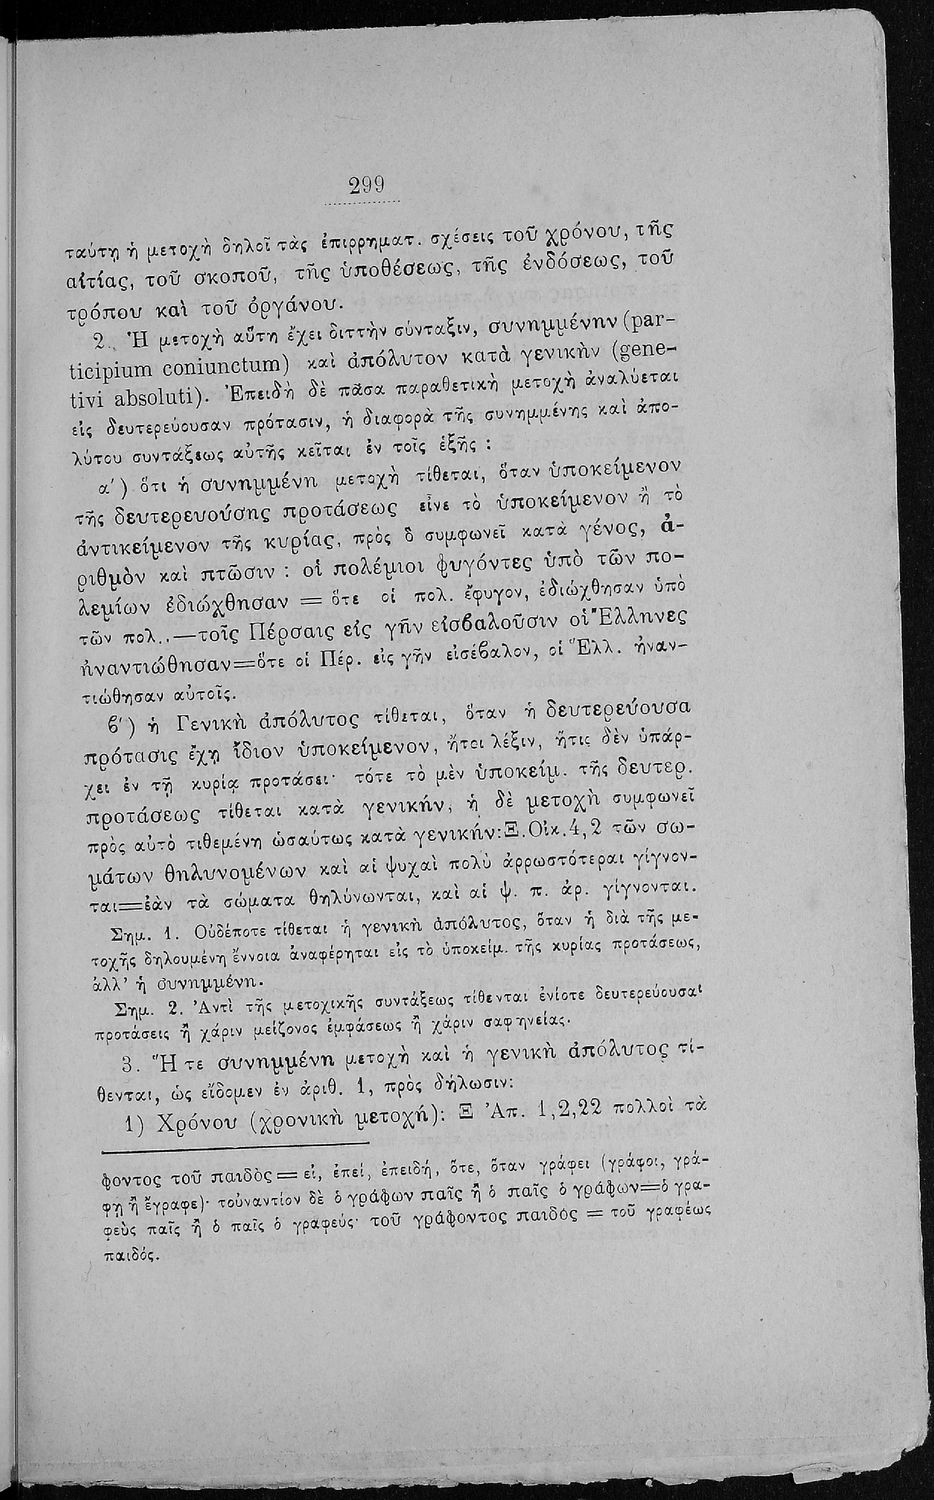 299
ταύτῃ ἡ μετοχὴ δηλοῖ τὰς ἐπιρρηματ. σχέσεις τοῦ χρόνου, τῆς
αἰτίας, τοῦ σκοποῦ, τῆς ὑποθέσεως, τῆς ἐνδόσεως, τοῦ
τρόπου καὶ τοῦ ὀργάνου.
2. Ἡ μετοχὴ αὕτη ἔχει διττὴν σύνταξιν, συνημμένην (par-
ticipium coniunctum) καὶ ἀπόλυτον κατὰ γενικὴν (gene-
tivi absoluti). Ἐπειδὴ δὲ πᾶσα παραθετικὴ μετοχὴ ἀναλύεται
εἰς δευτερεύουσαν πρότασιν, ἡ διαφορὰ τῆς συνημμένης καὶ ἀπο-
λύτου συντάξεως αὐτῆς κεῖται ἐν τοῖς ἑξῆς :
α΄) ὅτι ἡ συνημμένη μετοχὴ τίθεται, ὅταν ὑποκείμενον
τῆς δευτερευούσης προτάσεως εἶνε τὸ ὑποκείμενον ἢ τὸ
ἀντικείμενον τῆς κυρίας, πρὸς ὃ συμφωνεῖ κατὰ γένος, ἀ-
ριθμὸν καὶ πτῶσιν : οἱ πολέμιοι φυγόντες ὑπὸ τῶν πο-
λεμίων ἐδιώχθησαν = ὅτε οἱ πολ. ἔφυγον, ἐδιώχθησαν ὑπὸ
τῶν πολ..—τοῖς Πέρσαις εἰς γῆν εἰσβαλοῦσιν οἱ Ἕλληνες
ἠναντιώθησαν=ὅτε οἱ Πέρ. εἰς γῆν εἰσέβαλον, οἱ Ἕλλ. ἠναν-
τιώθησαν αὐτοῖς.
ϐ΄) ἡ Γενικὴ ἀπόλυτος τίθεται, ὅταν ἡ δευτερεύουσα
πρότασις ἔχῃ ἴδιον ὑποκείμενον, ἤτοι λέξιν, ἥτις δὲν ὑπάρ-
χει ἐν τῇ κυρίᾳ προτάσει· τότε τὸ μὲν ὑποκείμ. τῆς δευτερ.
προτάσεως τίθεται κατὰ γενικήν, ἡ δὲ μετοχὴ συμφωνεῖ
πρὸς αὐτὸ τιθεμένη ὡσαύτως κατὰ γενικήν:Ξ.Οἰκ.4,2 τῶν σω-
μάτων θηλυνομένων καὶ αἱ ψυχαὶ πολὺ ἀρρωστότεραι γίγνον-
ται=ἐὰν τὰ σώματα θηλύνωνται, καὶ αἱ ψ. π. ἀρ. γίγνονται.
Σημ. 1. Οὐδέποτε τίθεται ἡ γενικὴ ἀπόλυτος, ὅταν ἡ διὰ τῆς με-
τοχῆς δηλουμένη ἔννοια ἀναφέρηται εἰς τὸ ὑποκείμ. τῆς κυρίας προτάσεως,
ἀλλ' ἡ συνημμένη.
Σημ. 2. Ἀντὶ τῆς μετοχικῆς συντάξεως τίθενται ἐνίοτε δευτερεύουσαι
προτάσεις ἢ χάριν μείζονος ἐμφάσεως ἢ χάριν σαφηνείας.
3. Ἥ τε συνημμένη μετοχὴ καὶ ἡ γενικὴ ἀπόλυτος τί-
θενται, ὡς εἴδομεν ἐν ἀριθ. 1, πρὸς δήλωσιν:
1) Χρόνου (χρονικὴ μετοχή): Ξ Ἀπ. 1,2,22 πολλοὶ τὰ
φοντος τοῦ παιδὸς= εἰ, ἐπεί, ἐπειδή, ὅτε, ὅταν γράφει (γράφοι, γρά-
φῃ ἢ ἔγραφε)· τοὐναντίον δὲ ὁ γράφων παῖς ἢ ὁ παῖς ὁ γράφων=ὁ γρα-
φεὺς παῖς ἢ ὁ παῖς ὁ γραφεύς· τοῦ γράφοντος παιδὸς = τοῦ γραφέως
παιδός.